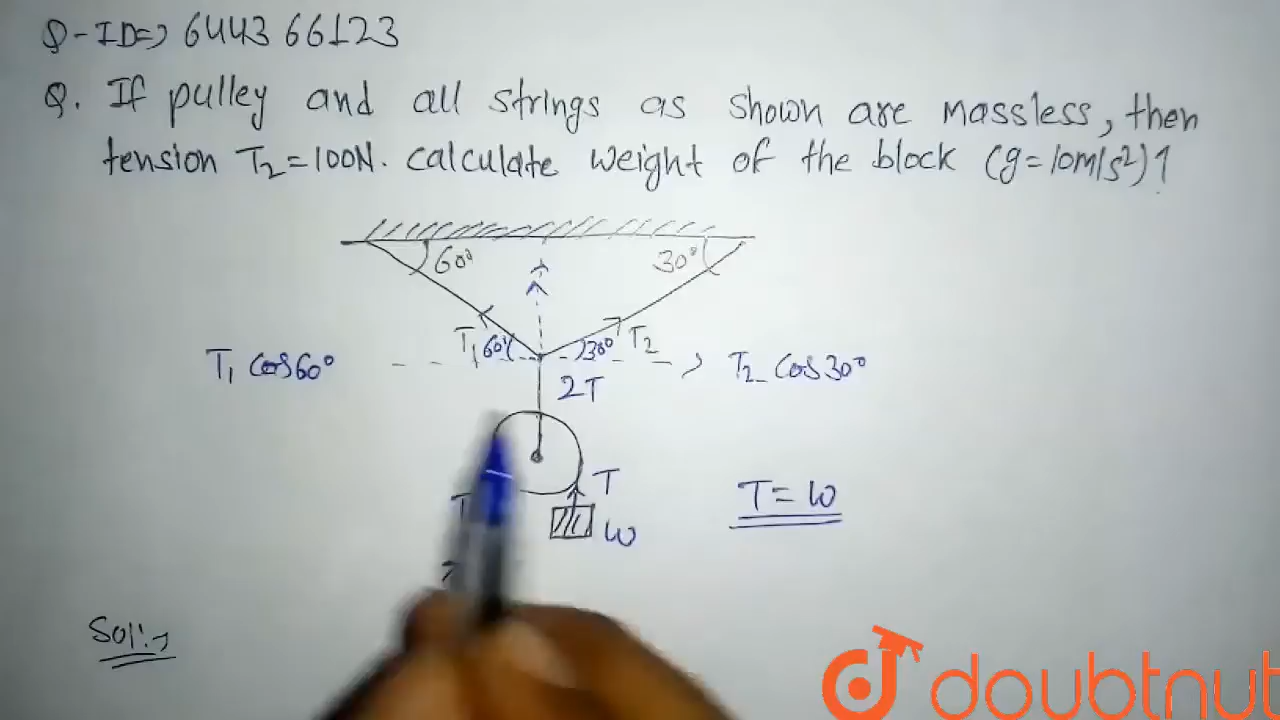 Q-ID=> 644366123
Q. If pulley and all strings as shown are massless, then
tension T₂=100N. calculate weight of the block (g=10m/s²)?
60° 30°
T₁ 60° 30° T₂
T₁ cos60° T₂ cos30°
2T
T T
T=W
W
Sol:→
doubtnut